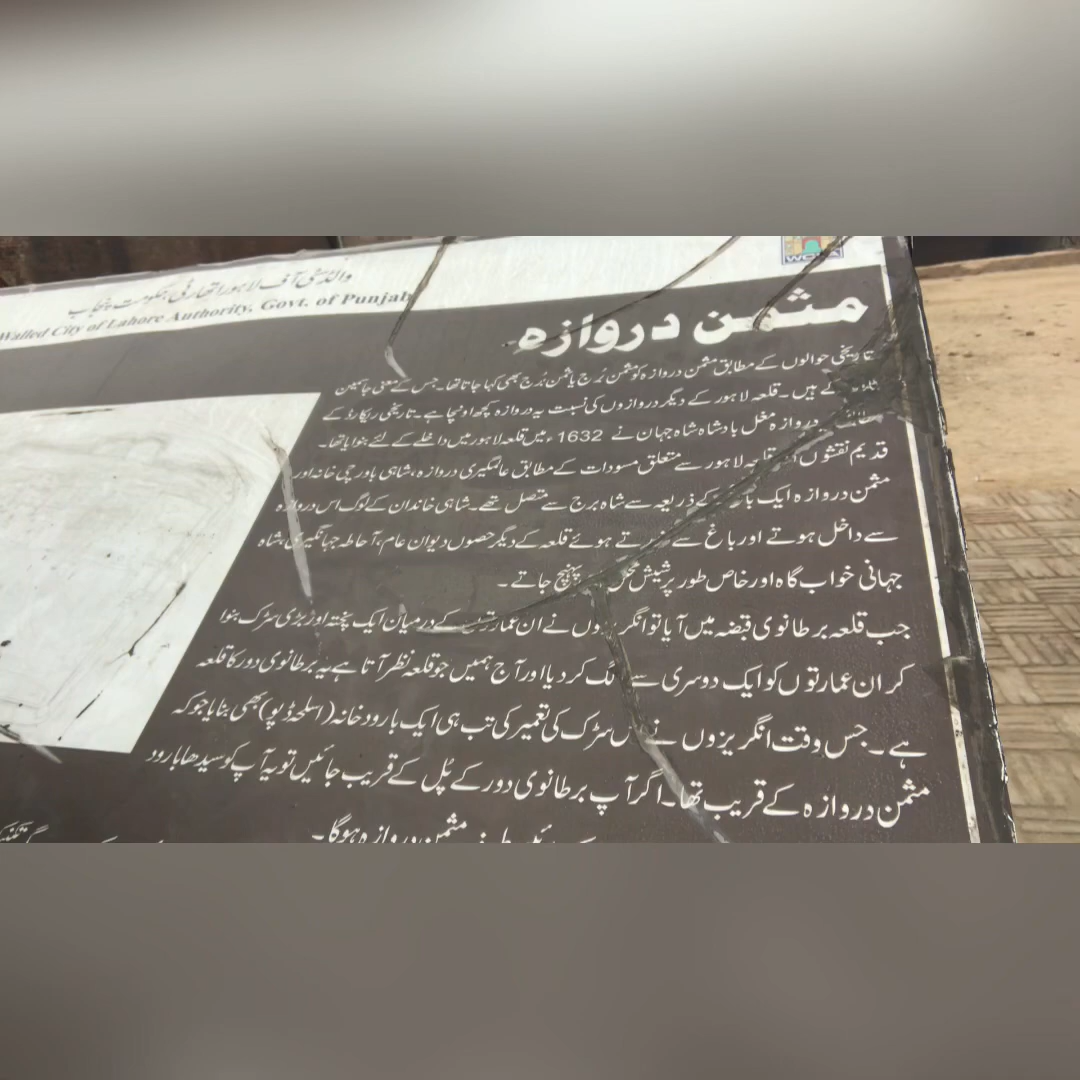 والڈ سٹی آف لاہور اتھارٹی، حکومت پنجاب
Walled City of Lahore Authority, Govt. of Punjab
مثمن دروازہ
تاریخی حوالوں کے مطابق مثمن دروازہ کو مثمن بُرج یا ثمن بُرج بھی کہا جاتا تھا۔ جس کے معنی جاسمین
کے ہیں۔ قلعہ لاہور کے دیگر دروازوں کی نسبت یہ دروازہ کچھ اونچا ہے۔ تاریخی ریکارڈ کے
دروازہ مغل بادشاہ شاہ جہان نے 1632ء میں قلعہ لاہور میں داخلے کے لئے بنوایا تھا۔
قدیم نقشوں قلعہ لاہور سے متعلق مسودات کے مطابق عالمگیری دروازہ، شاہی باورچی خانہ اور
مثمن دروازہ ایک کے ذریعہ سے شاہ برج سے متصل تھے۔ شاہی خاندان کے لوگ اس دروازہ
سے داخل ہوتے اور باغ سے ہوئے قلعہ کے دیگر حصوں دیوان عام، آحاطہ جہانگیری، شاہ
جہانی خواب گاہ اور خاص طور پر شیش محل پہنچ جاتے۔
جب قلعہ برطانوی قبضہ میں آیا تو انگریزوں نے ان عمارتوں کے درمیان ایک پختہ اور بڑی سڑک بنوا
کر ان عمارتوں کو ایک دوسری سے الگ کر دیا اور آج ہمیں جو قلعہ نظر آتا ہے یہ برطانوی دور کا قلعہ
ہے۔ جس وقت انگریزوں نے سڑک کی تعمیر کی تب ہی ایک بارود خانہ (اسلحہ ڈپو) بھی بنایا جو کہ
مثمن دروازہ کے قریب تھا۔ اگر آپ برطانوی دور کے پُل کے قریب جائیں تو یہ آپ کو سیدھا بارود
مثمن دروازہ ہوگا۔